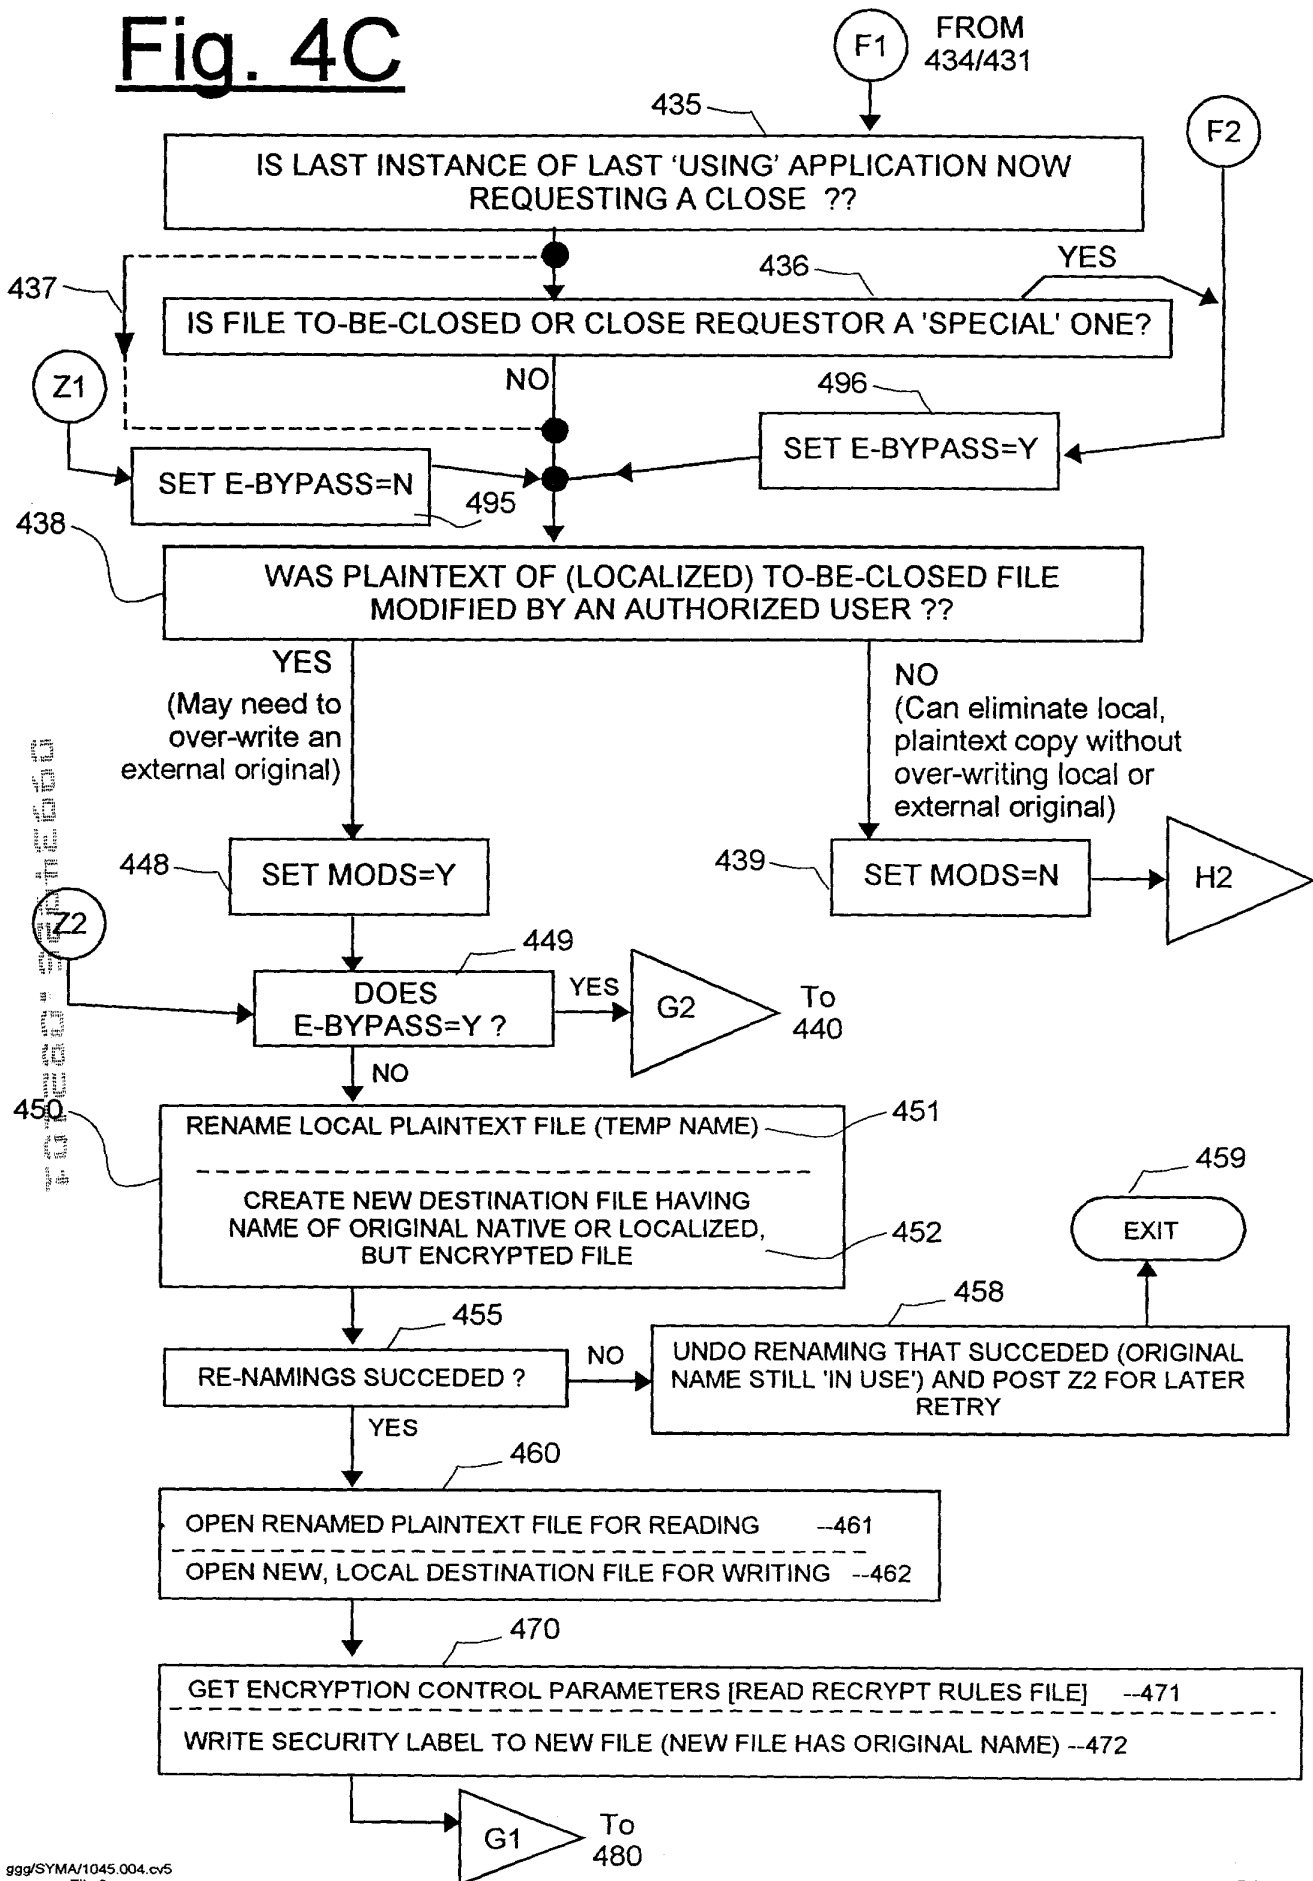 Fig. 4C
F1
FROM
434/431
F2
435
IS LAST INSTANCE OF LAST 'USING' APPLICATION NOW
REQUESTING A CLOSE ??
437
436
YES
IS FILE TO-BE-CLOSED OR CLOSE REQUESTOR A 'SPECIAL' ONE?
Z1
NO
496
SET E-BYPASS=Y
SET E-BYPASS=N
495
438
WAS PLAINTEXT OF (LOCALIZED) TO-BE-CLOSED FILE
MODIFIED BY AN AUTHORIZED USER ??
YES
(May need to
over-write an
external original)
NO
(Can eliminate local,
plaintext copy without
over-writing local or
external original)
448
SET MODS=Y
439
SET MODS=N
H2
Z2
449
DOES
E-BYPASS=Y ?
YES
G2
To
440
NO
450
RENAME LOCAL PLAINTEXT FILE (TEMP NAME)
451
CREATE NEW DESTINATION FILE HAVING
NAME OF ORIGINAL NATIVE OR LOCALIZED,
BUT ENCRYPTED FILE
452
459
EXIT
455
RE-NAMINGS SUCCEDED ?
NO
458
UNDO RENAMING THAT SUCCEDED (ORIGINAL
NAME STILL 'IN USE') AND POST Z2 FOR LATER
RETRY
YES
460
OPEN RENAMED PLAINTEXT FILE FOR READING --461
OPEN NEW, LOCAL DESTINATION FILE FOR WRITING --462
470
GET ENCRYPTION CONTROL PARAMETERS [READ RECRYPT RULES FILE] --471
WRITE SECURITY LABEL TO NEW FILE (NEW FILE HAS ORIGINAL NAME) --472
G1
To
480
ggg/SYMA/1045.004.cv5